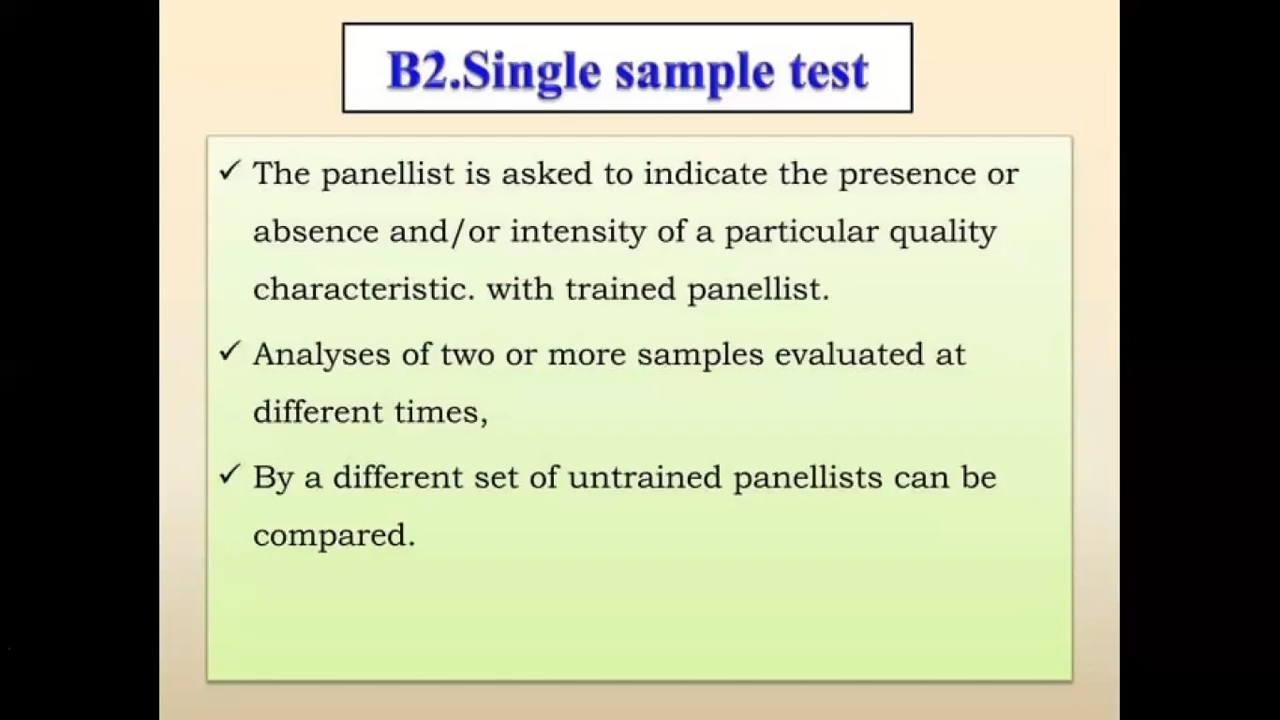 B2.Single sample test
✓ The panellist is asked to indicate the presence or
absence and/or intensity of a particular quality
characteristic. with trained panellist.
✓ Analyses of two or more samples evaluated at
different times,
✓ By a different set of untrained panellists can be
compared.